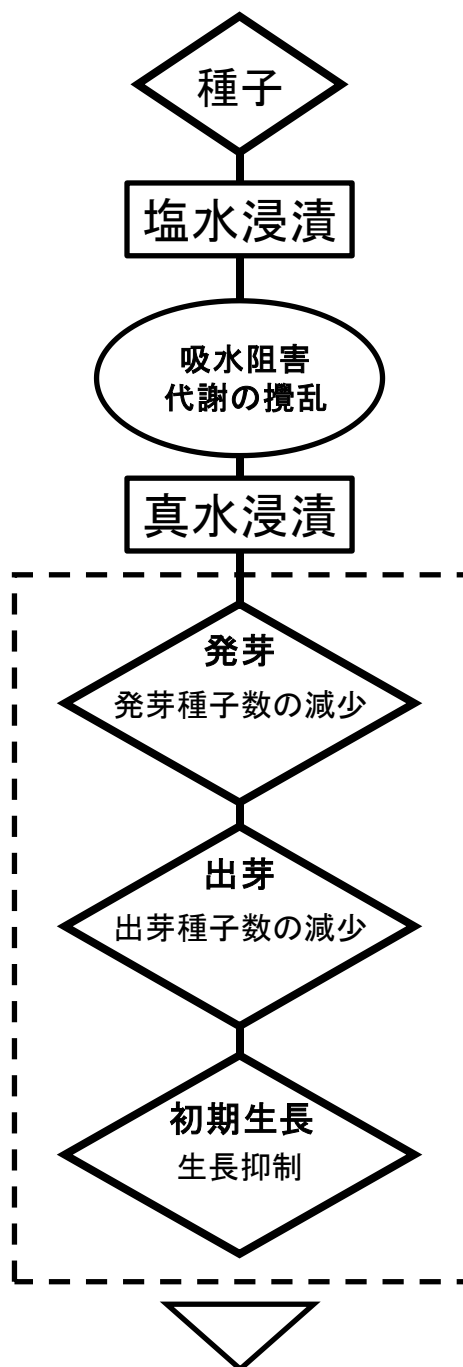 種子
塩水浸漬
吸水阻害
代謝の攪乱
真水浸漬
発芽
発芽種子数の減少
出芽
出芽種子数の減少
初期生長
生長抑制